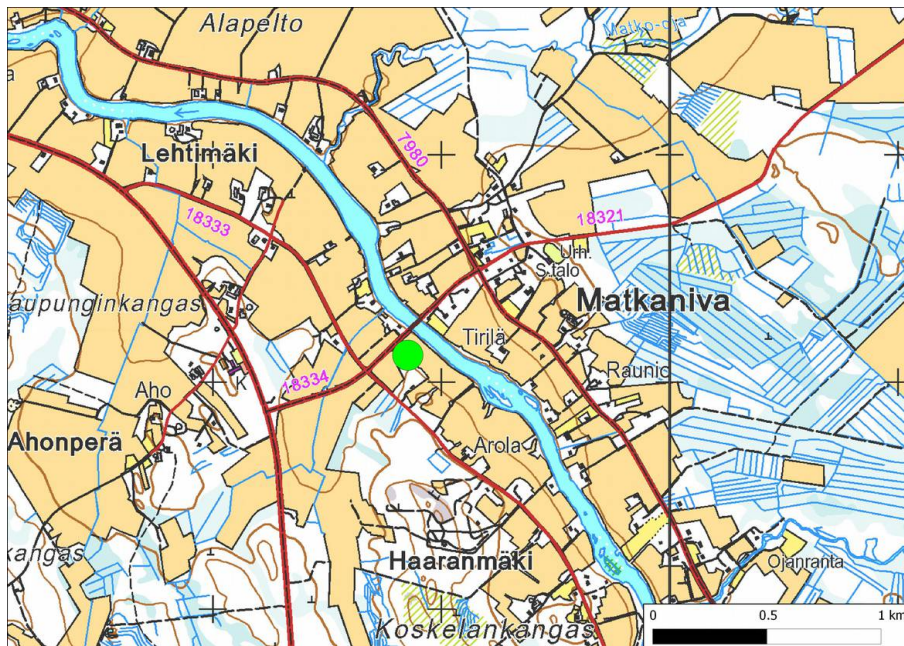 Alapelto
Matko-oja
a
Lehtimäki
7980
18333
18321
Urh.
S.talo
aupunginkangas
Matkaniva
Tirilä
18334
K
Raunio
Aho
Ahonperä
Arola
kangas
Haaranmäki
Ojanranta
Koskelankangas
0 0.5 1 km